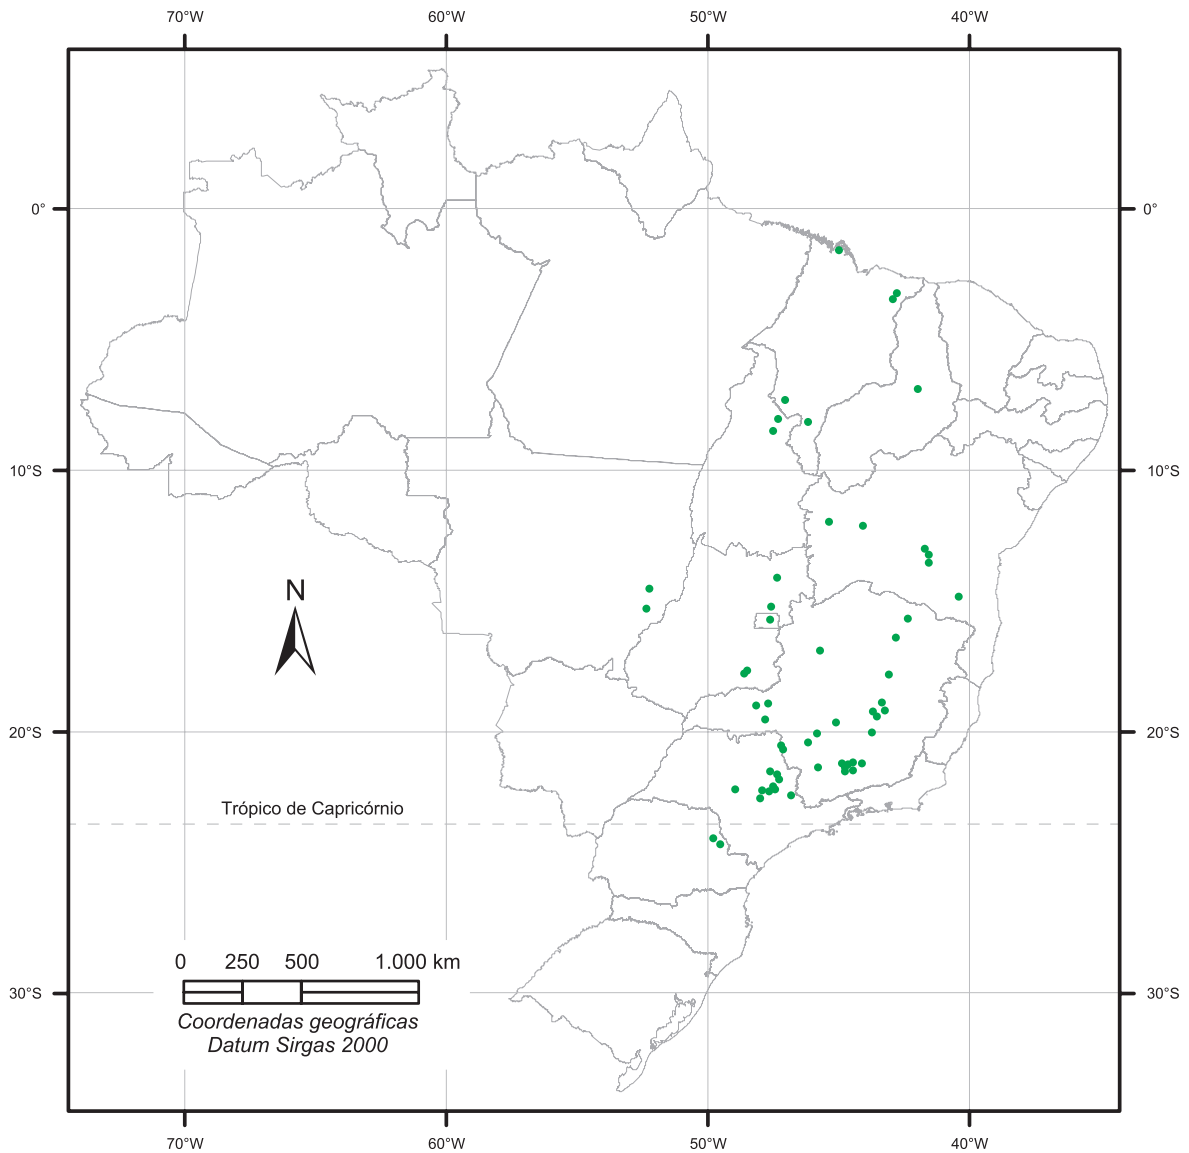 70°W 60°W 50°W 40°W
0° 0°
10°S 10°S
N
20°S 20°S
Trópico de Capricórnio
0 250 500 1.000 km
30°S 30°S
Coordenadas geográficas
Datum Sirgas 2000
70°W 60°W 50°W 40°W